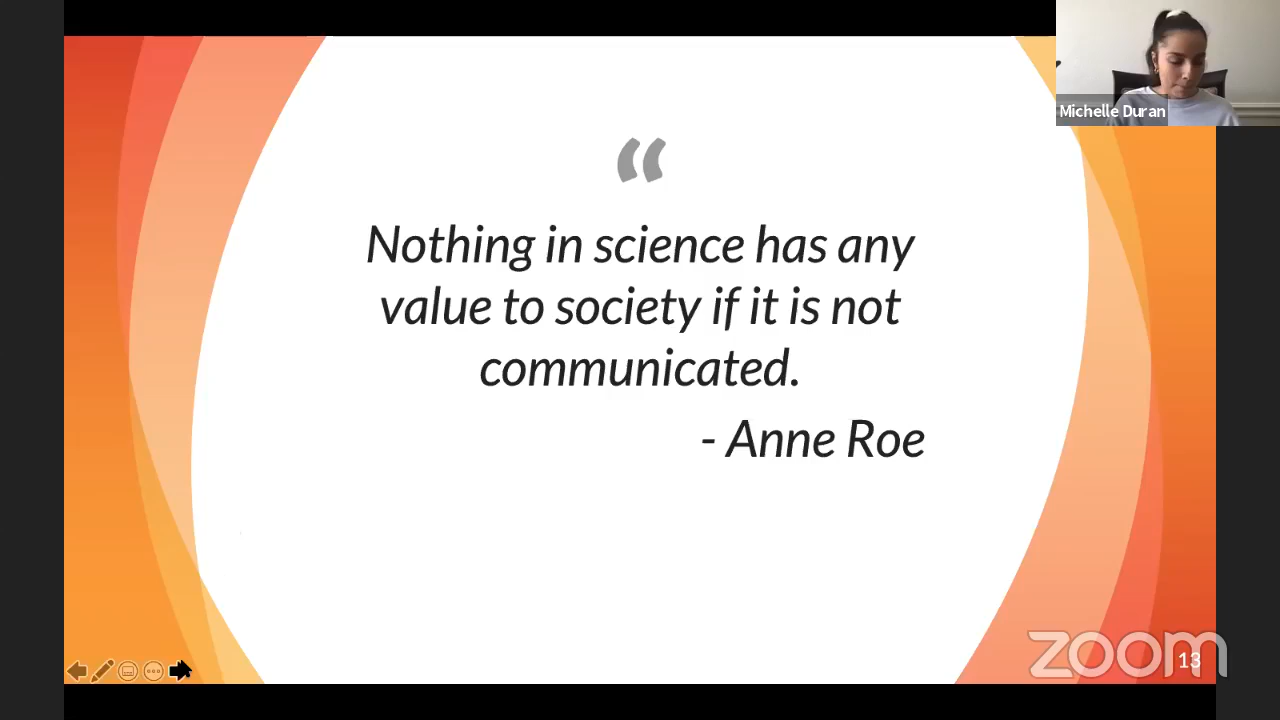 Michelle Duran
“
Nothing in science has any
value to society if it is not
communicated.
- Anne Roe
zoom
13